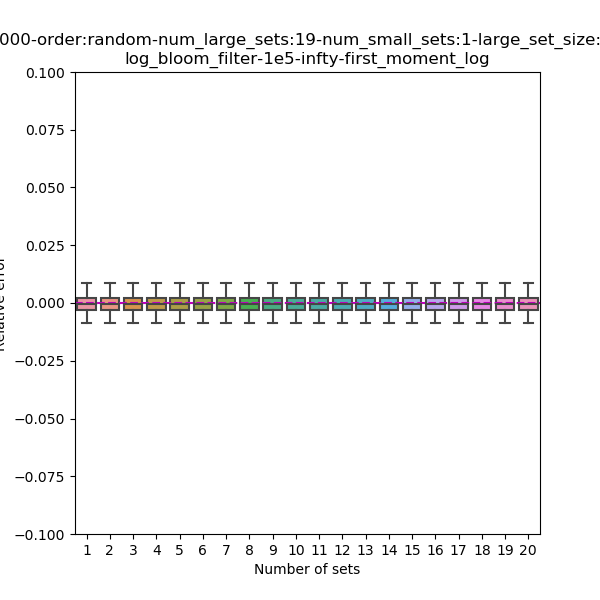 000-order:random-num_large_sets:19-num_small_sets:1-large_set_size:
log_bloom_filter-1e5-infty-first_moment_log
0.100
0.075
0.050
0.025
0.000
−0.025
−0.050
−0.075
−0.100
Relative error
1 2 3 4 5 6 7 8 9 10 11 12 13 14 15 16 17 18 19 20
Number of sets